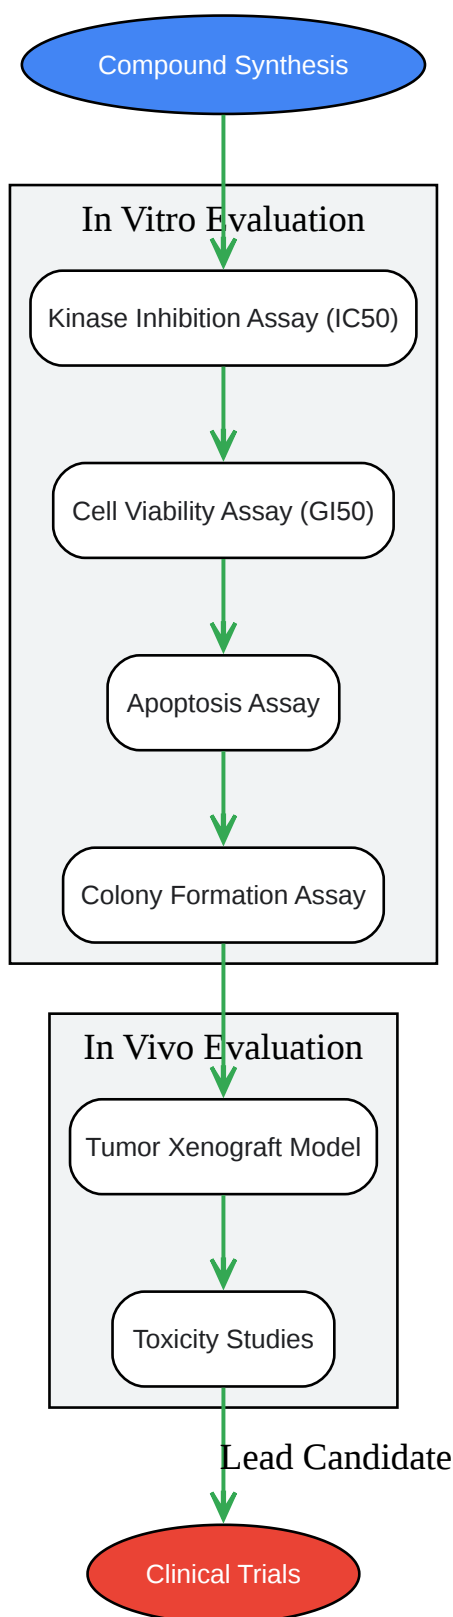 Compound Synthesis
In Vitro Evaluation
Kinase Inhibition Assay (IC50)
Cell Viability Assay (GI50)
Apoptosis Assay
Colony Formation Assay
In Vivo Evaluation
Tumor Xenograft Model
Toxicity Studies
Lead Candidate
Clinical Trials